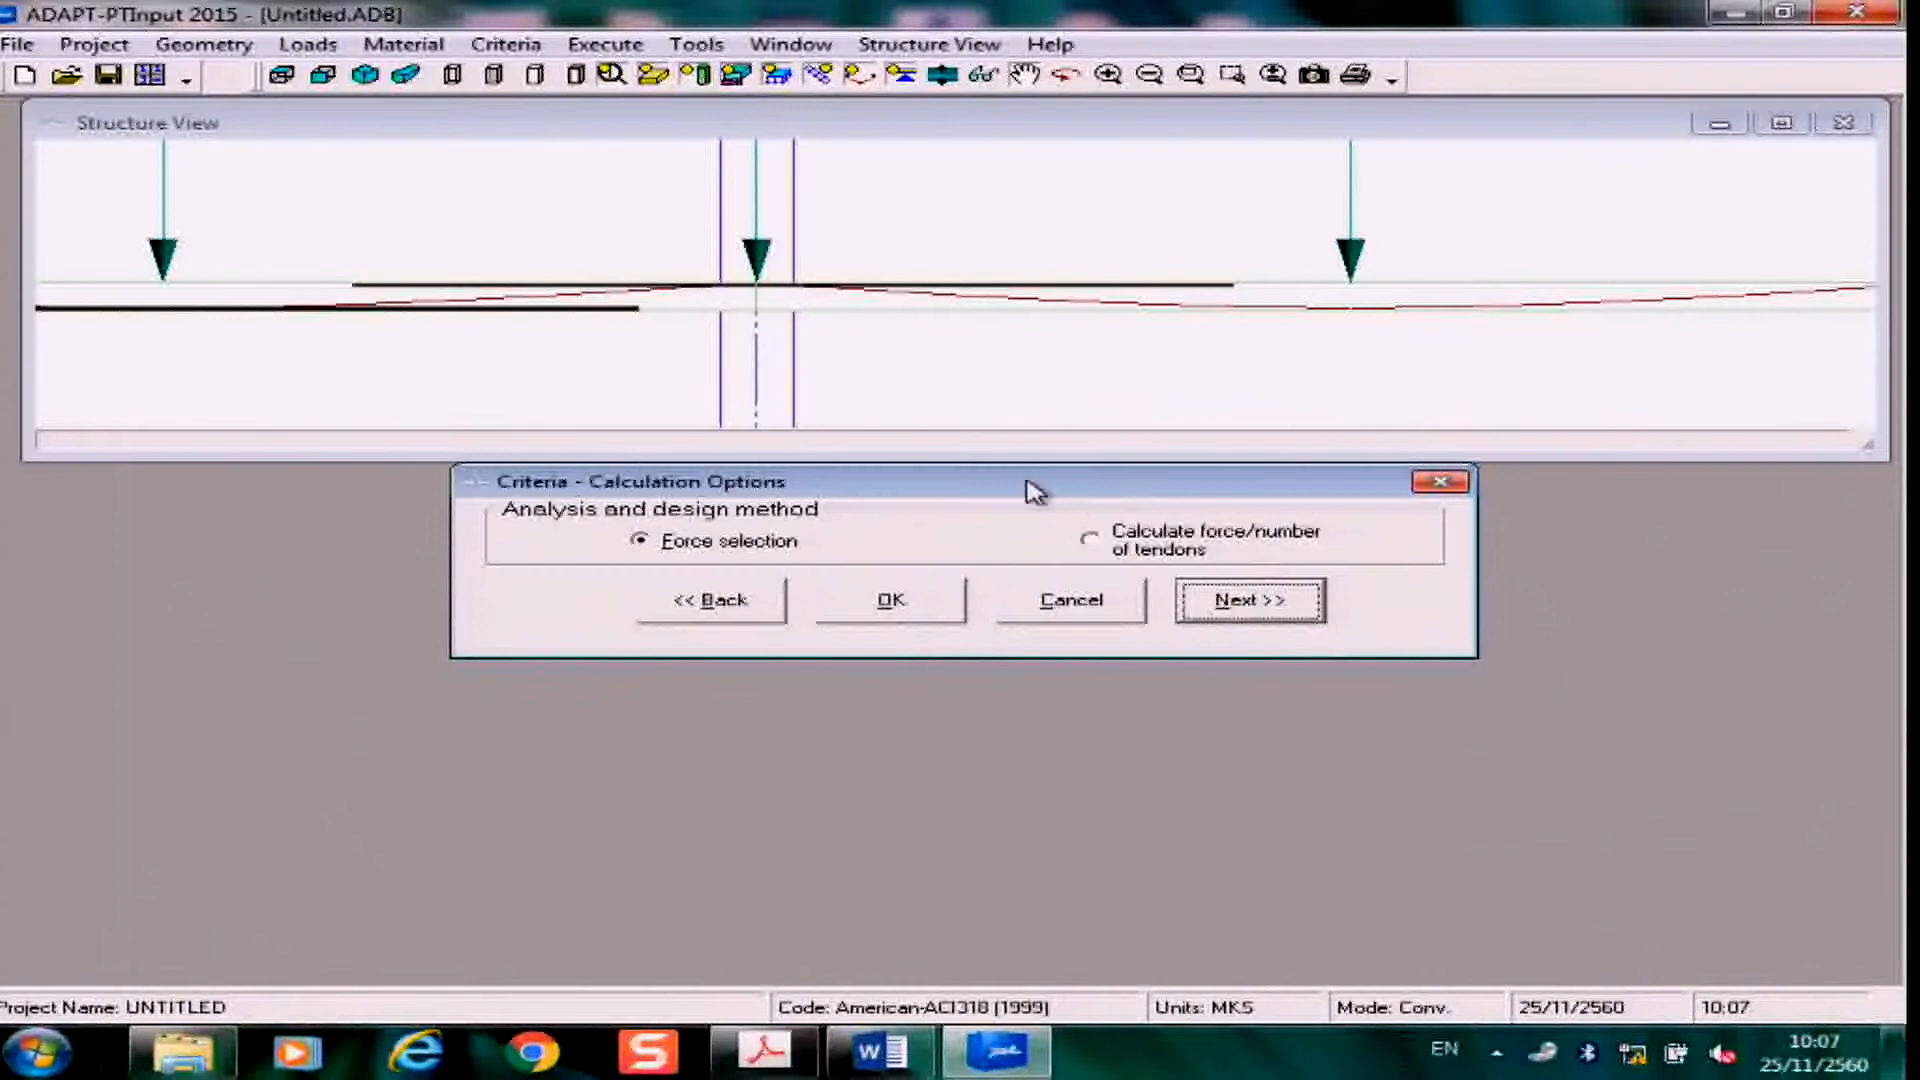 ADAPT-PTInput 2015 - [Untitled.ADB]
File Project Geometry Loads Material Criteria Execute Tools Window Structure View Help
Structure View
Criteria - Calculation Options
Analysis and design method
Force selection
Calculate force/number
of tendons
<< Back
OK
Cancel
Next >>
Project Name: UNTITLED
Code: American-ACI318 (1999)
Units: MKS
Mode: Conv.
25/11/2560
10:07
EN
10:07
25/11/2560